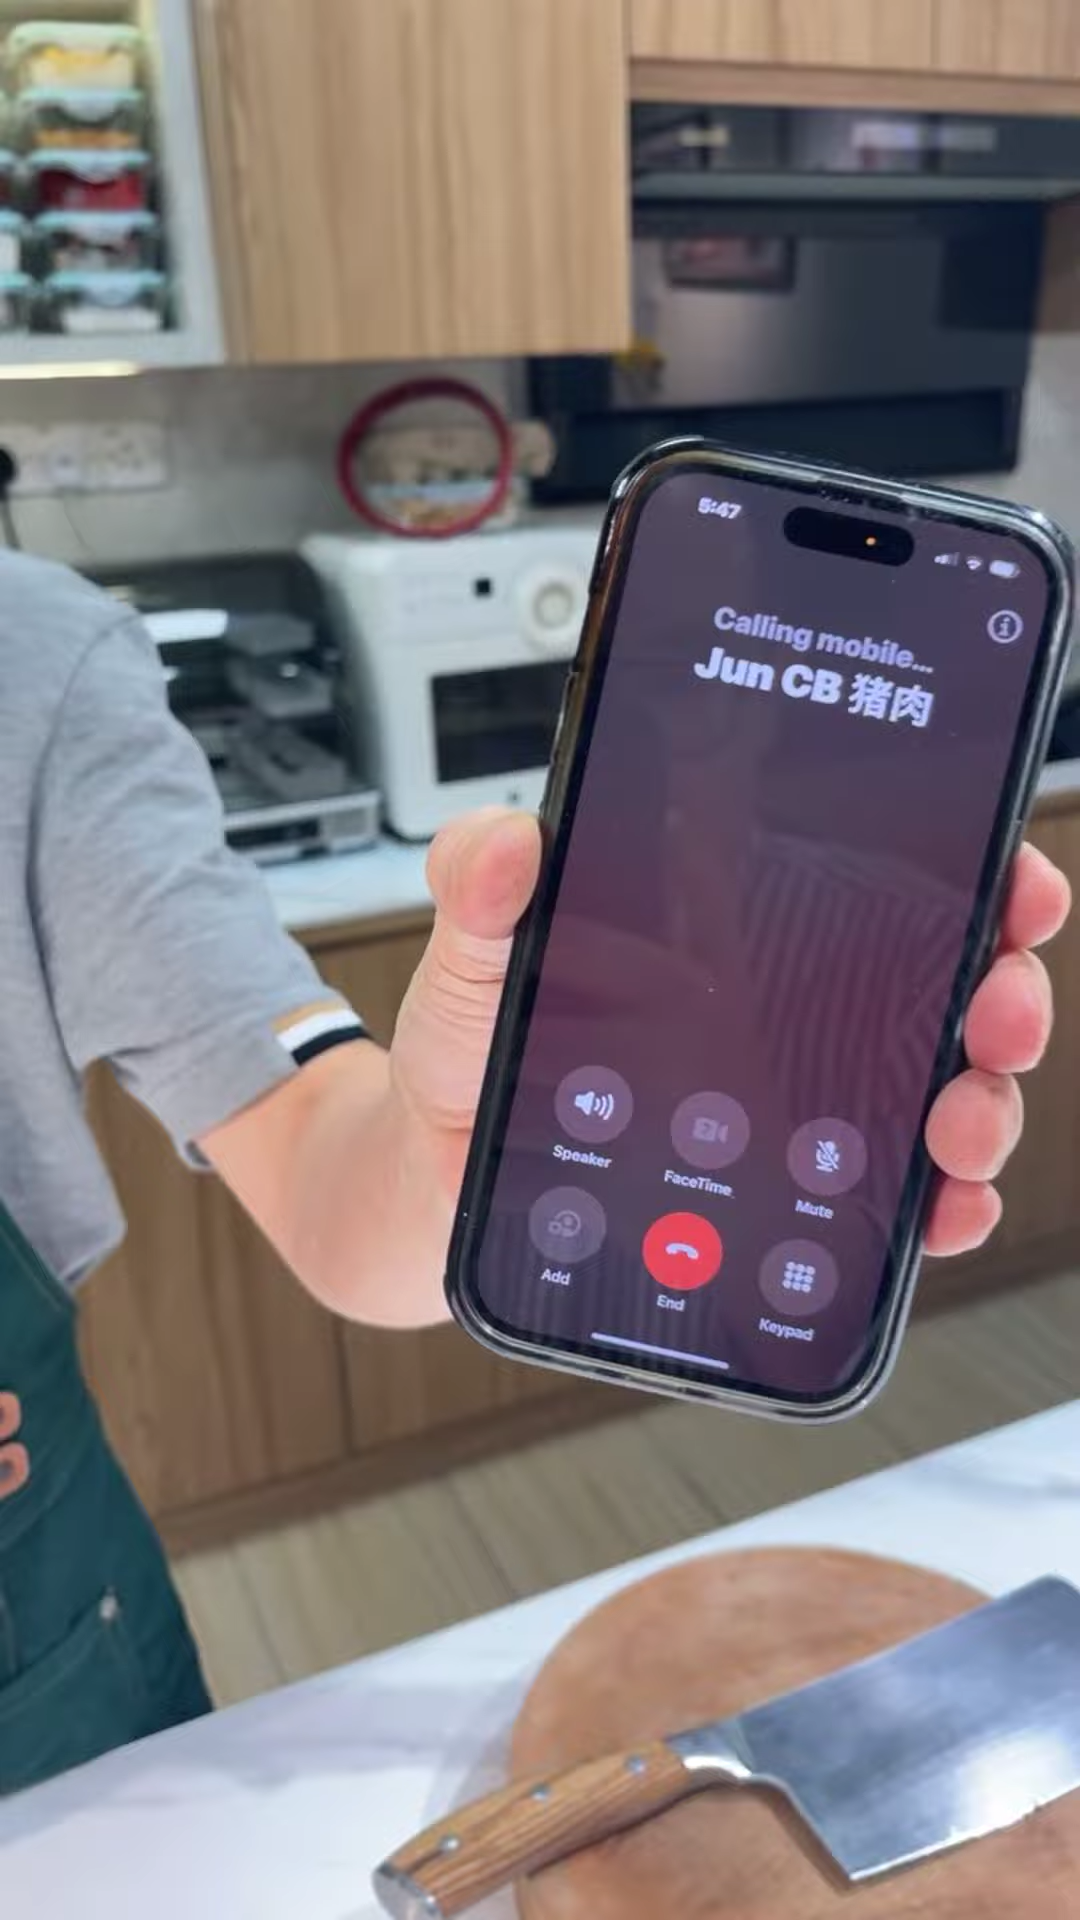 5:47
Calling mobile...
Jun CB 猪肉
Speaker
FaceTime
Mute
Add
End
Keypad